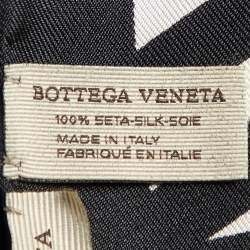 BOTTEGA VENETA
100% SETA-SILK-SOIE
MADE IN ITALY
FABRIQUÉ EN ITALIE
A